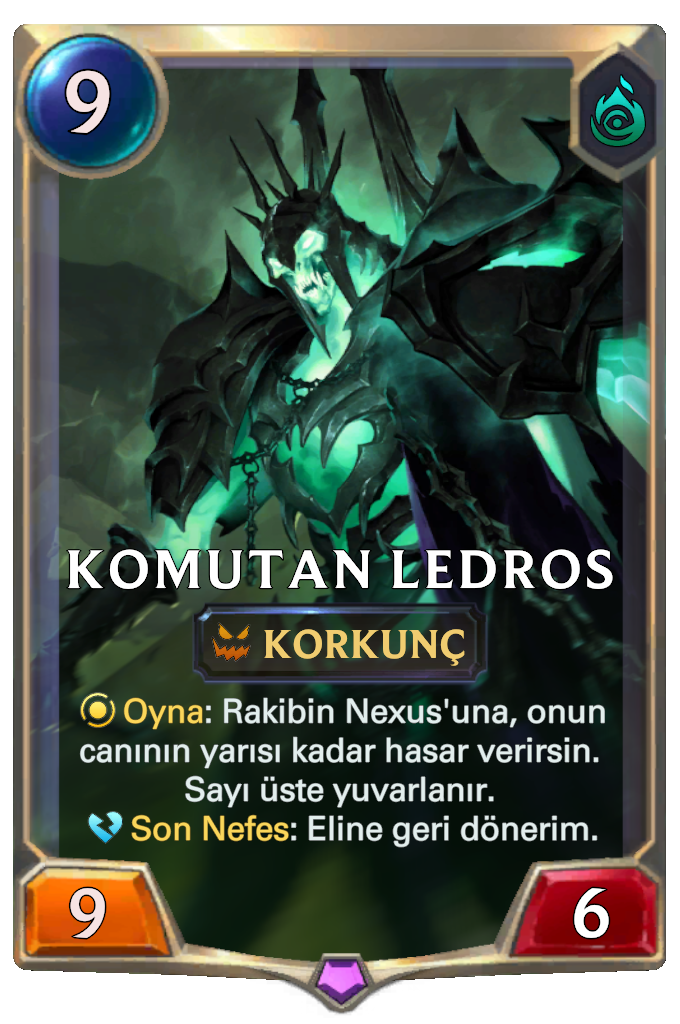 9
KOMUTAN LEDROS
KORKUNÇ
Oyna: Rakibin Nexus'una, onun
canının yarısı kadar hasar verirsin.
Sayı üste yuvarlanır.
Son Nefes: Eline geri dönerim.
9
6